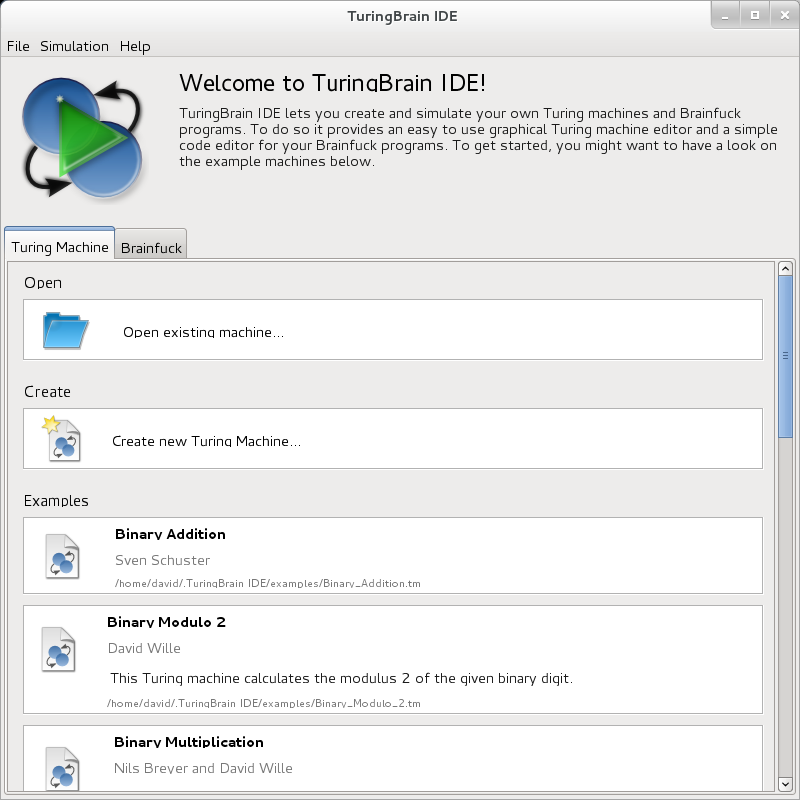 TuringBrain IDE
File Simulation Help
Welcome to TuringBrain IDE!
TuringBrain IDE lets you create and simulate your own Turing machines and Brainfuck
programs. To do so it provides an easy to use graphical Turing machine editor and a simple
code editor for your Brainfuck programs. To get started, you might want to have a look on
the example machines below.
Turing Machine Brainfuck
Open
Open existing machine...
Create
Create new Turing Machine...
Examples
Binary Addition
Sven Schuster
/home/david/.TuringBrain IDE/examples/Binary_Addition.tm
Binary Modulo 2
David Wille
This Turing machine calculates the modulus 2 of the given binary digit.
/home/david/.TuringBrain IDE/examples/Binary_Modulo_2.tm
Binary Multiplication
Nils Breyer and David Wille